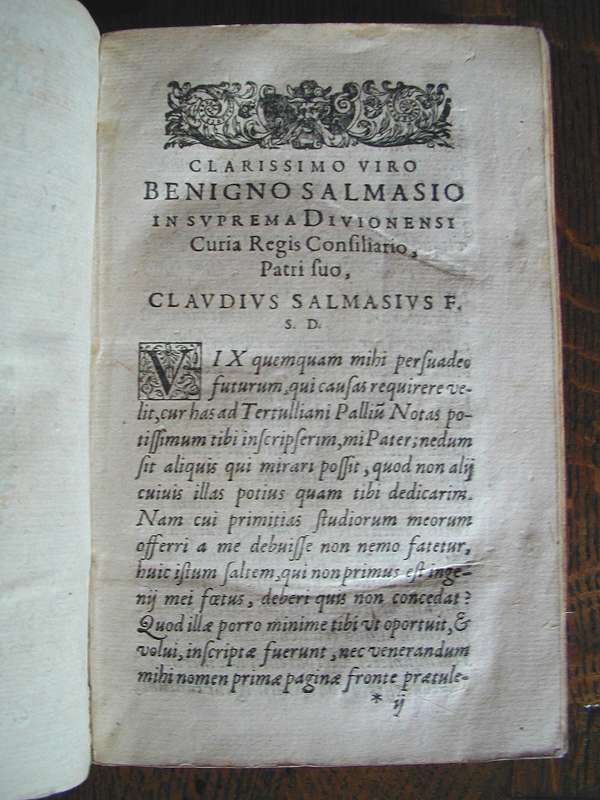 CLARISSIMO VIRO
BENIGNO SALMASIO
IN SVPREMA DIVIONENSI
Curia Regis Conſiliario,
Patri ſuo,
CLAVDIVS SALMASIVS F.
S. D.
VIX quemquam mihi perſuadeo
futurum, qui cauſas requirere ve-
lit, cur has ad Tertulliani Palliũ Notas po-
tiſſimum tibi inſcripſerim, mi Pater; nedum
ſit aliquis qui mirari poſſit, quod non alij
cuiuis illas potius quam tibi dedicarim.
Nam cui primitias ſtudiorum meorum
offerri a me debuiſſe non nemo fatetur,
huic iſtum ſaltem, qui non primus eſt inge-
nij mei fœtus, deberi quis non concedat?
Quod illæ porro minime tibi vt oportuit, &
volui, inſcriptæ fuerunt, nec venerandum
mihi nomen primæ paginæ fronte prætule-
* ij